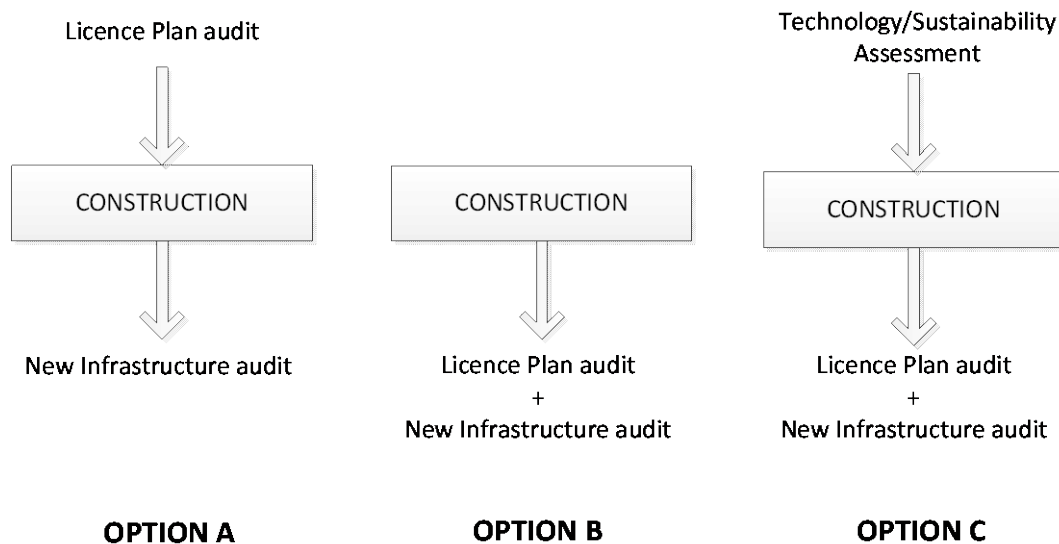 Licence Plan audit
CONSTRUCTION
New Infrastructure audit
OPTION A
CONSTRUCTION
Licence Plan audit
+
New Infrastructure audit
OPTION B
Technology/Sustainability
Assessment
CONSTRUCTION
Licence Plan audit
+
New Infrastructure audit
OPTION C